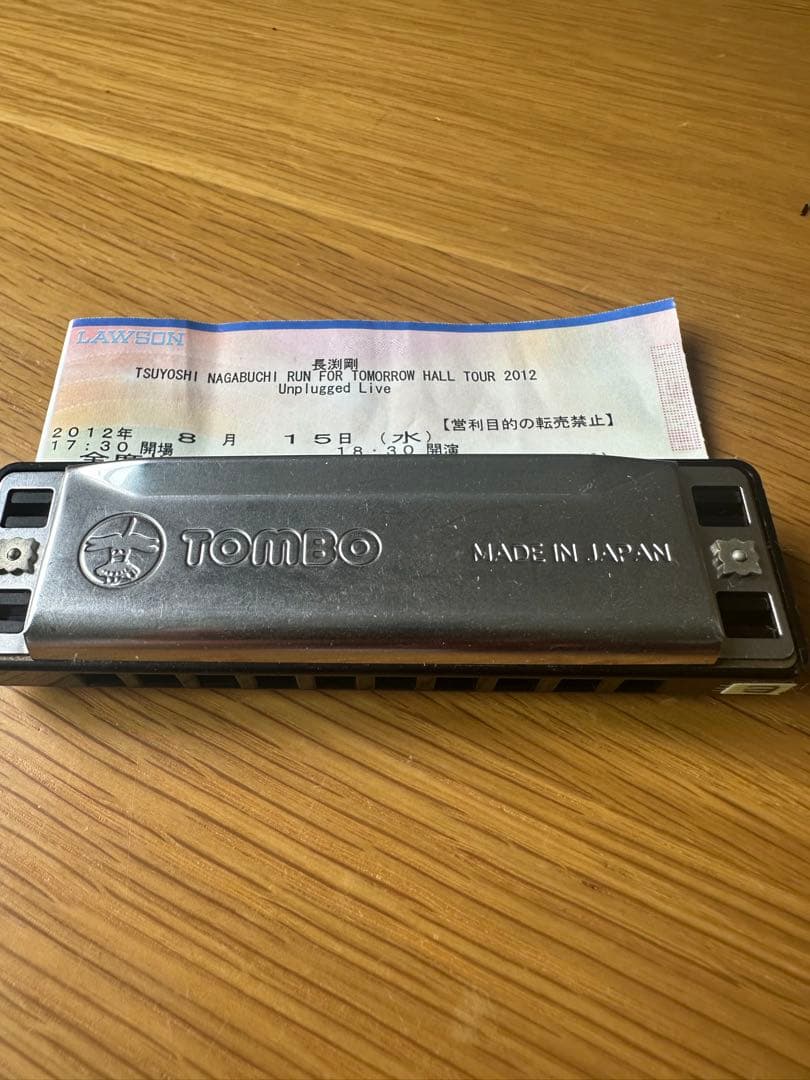 LAWSON
長渕剛
TSUYOSHI NAGABUCHI RUN FOR TOMORROW HALL TOUR 2012
Unplugged Live
【営利目的の転売禁止】
2012年 8月 15日（水）
17:30 開場 18:30 開演
TOMBO MADE IN JAPAN